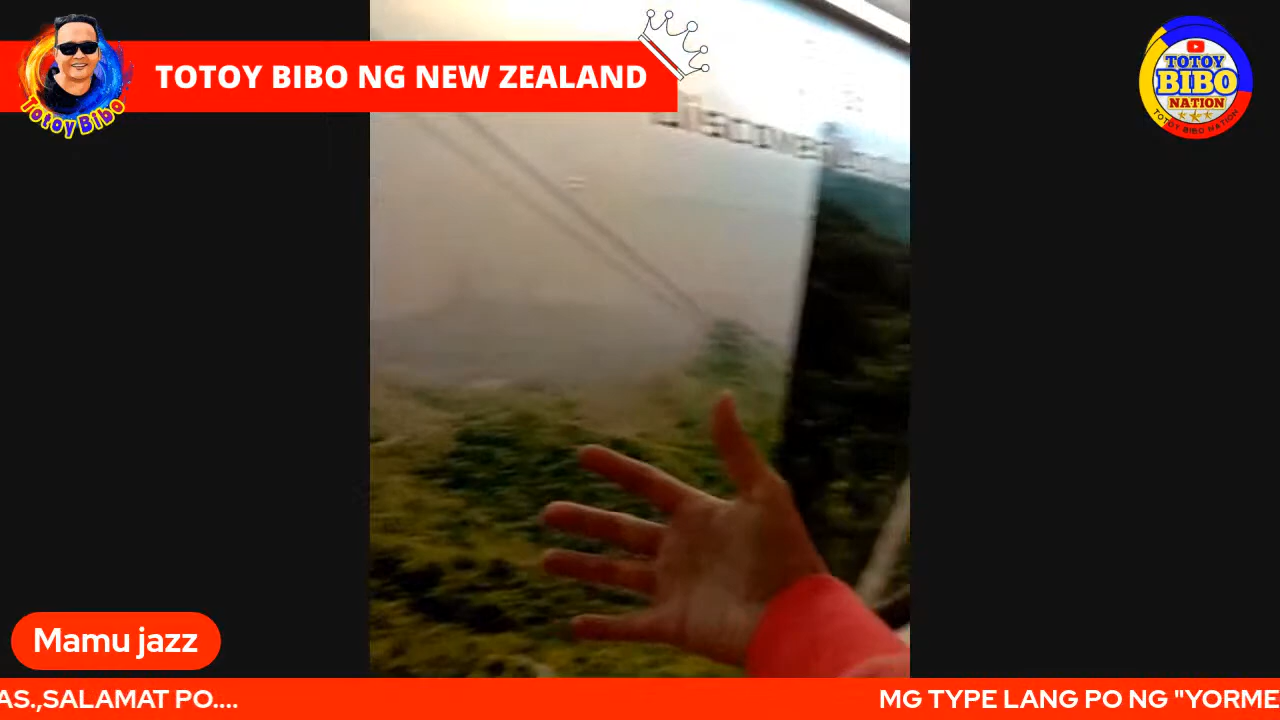 TOTOY BIBO NG NEW ZEALAND
Totoy Bibo
TOTOY
BIBO
NATION
TOTOY BIBO NATION
Mamu jazz
AS.,SALAMAT PO.... MG TYPE LANG PO NG "YORME